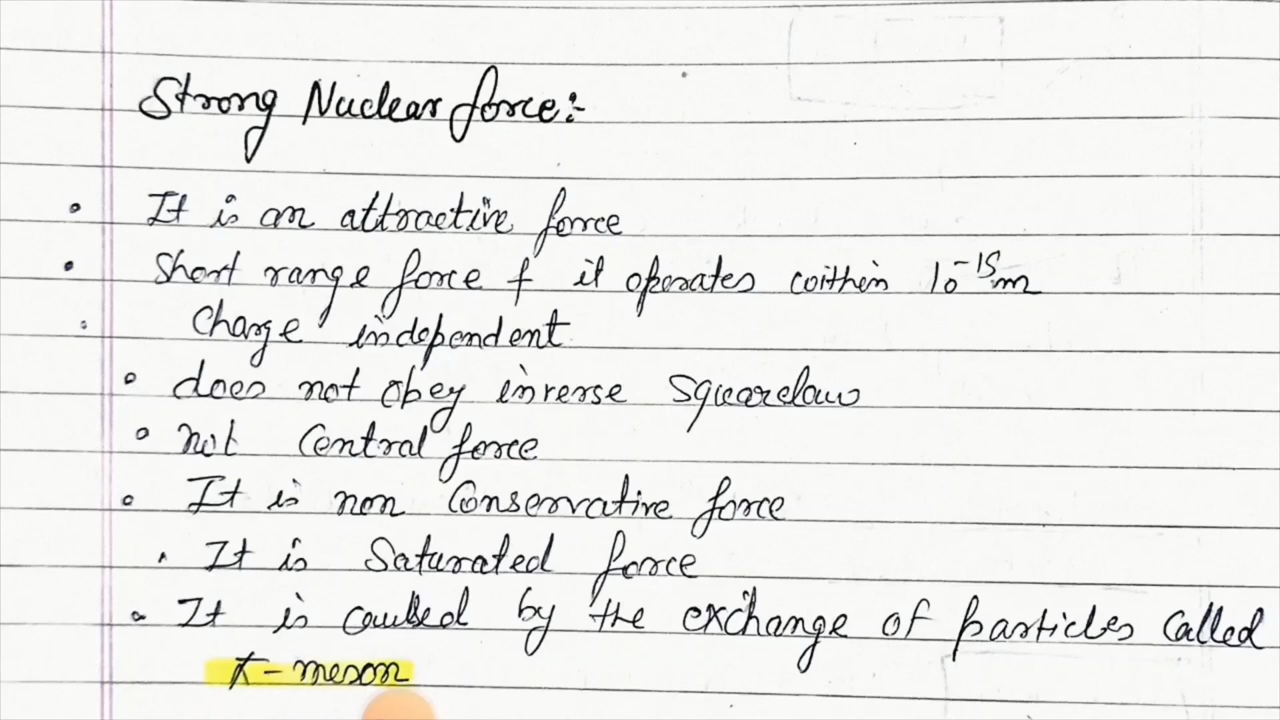 Strong Nuclear force:-
• It is an attractive force
• Short range force & it operates within 10⁻¹⁵m
• Charge independent
• does not obey inverse squarelaw
• not Central force
• It is non Conservative force
• It is Saturated force
• It is caused by the exchange of particles called
π-meson